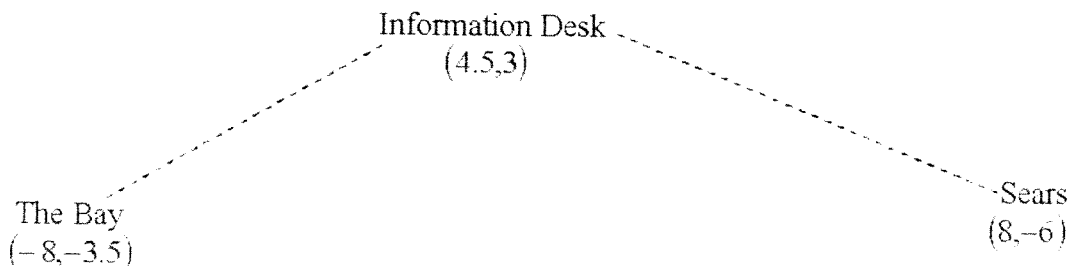 Information Desk
(4.5,3)
The Bay
(−8,−3.5)
Sears
(8,−6)